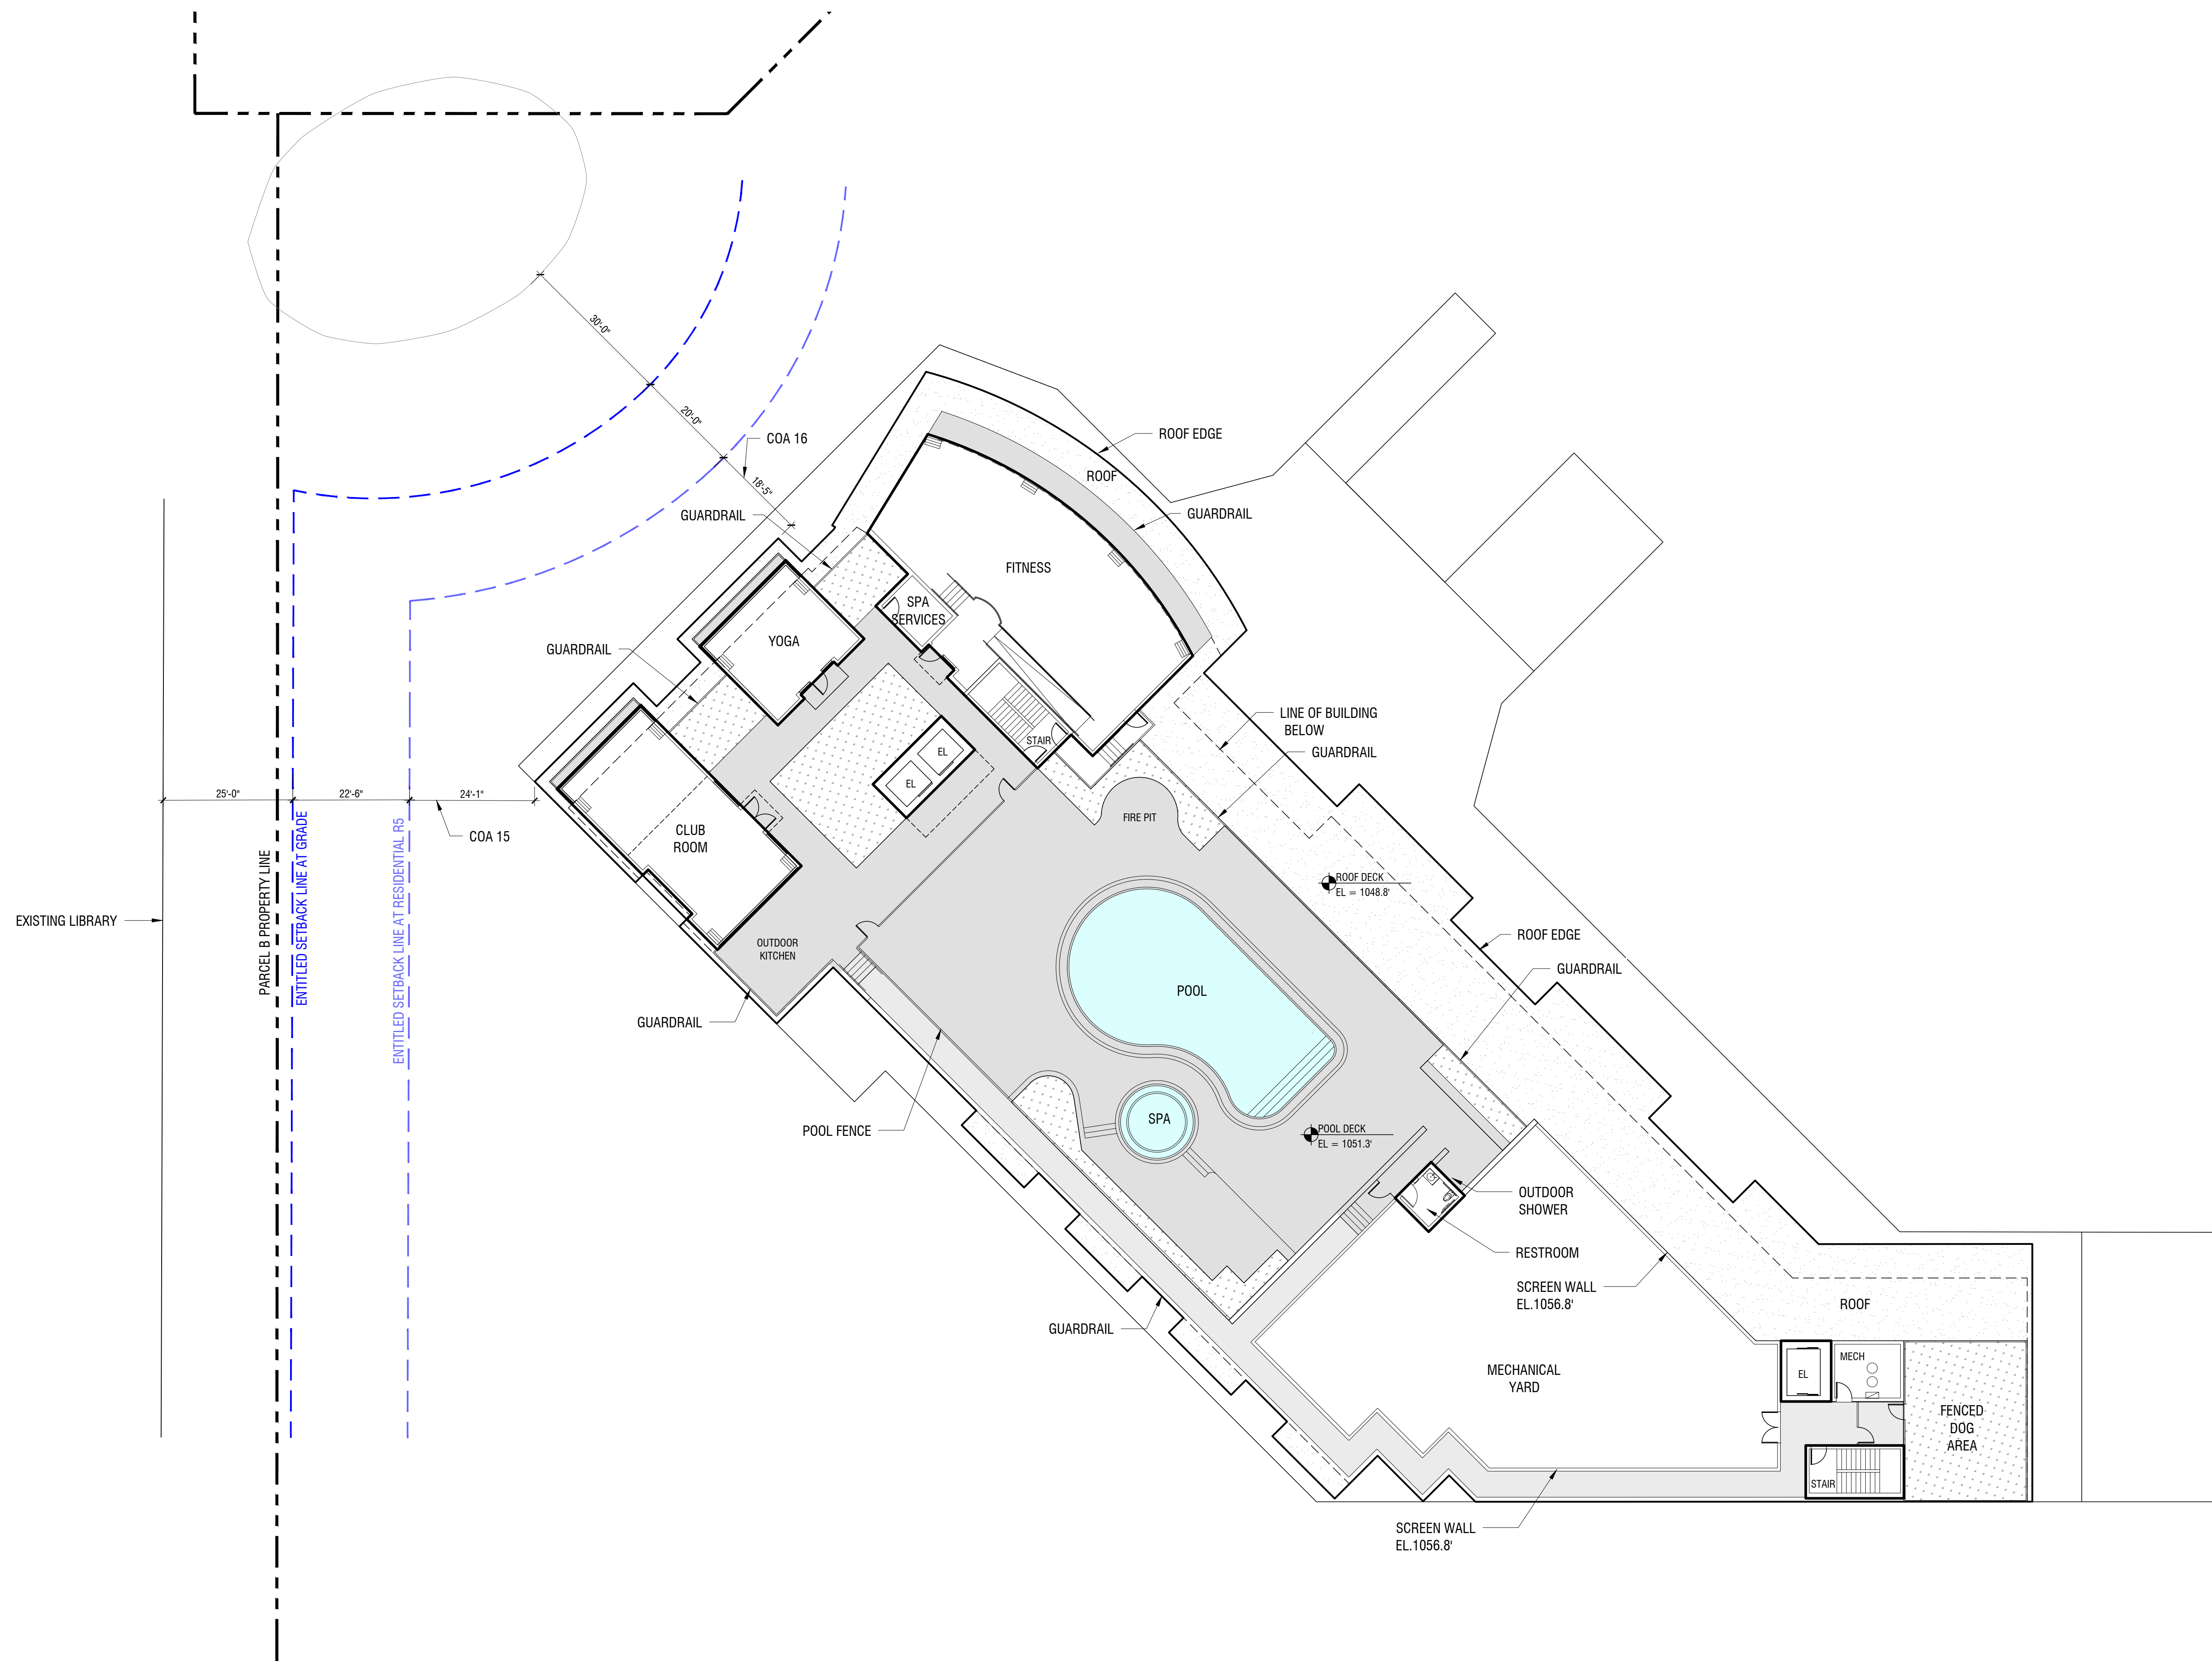 30'-0"
20'-0"
COA 16
18'-5"
ROOF EDGE
ROOF
GUARDRAIL
GUARDRAIL
FITNESS
SPA
SERVICES
YOGA
GUARDRAIL
STAIR
EL
EL
LINE OF BUILDING
BELOW
GUARDRAIL
25'-0"
22'-6"
24'-1"
COA 15
FIRE PIT
CLUB
ROOM
PARCEL B PROPERTY LINE
ENTITLED SETBACK LINE AT GRADE
ENTITLED SETBACK LINE AT RESIDENTIAL R5
EXISTING LIBRARY
ROOF DECK
EL = 1048.8'
OUTDOOR
KITCHEN
ROOF EDGE
GUARDRAIL
POOL
GUARDRAIL
POOL FENCE
SPA
POOL DECK
EL = 1051.3'
OUTDOOR
SHOWER
RESTROOM
SCREEN WALL
EL.1056.8'
ROOF
GUARDRAIL
MECHANICAL
YARD
MECH
EL
FENCED
DOG
AREA
STAIR
SCREEN WALL
EL.1056.8'